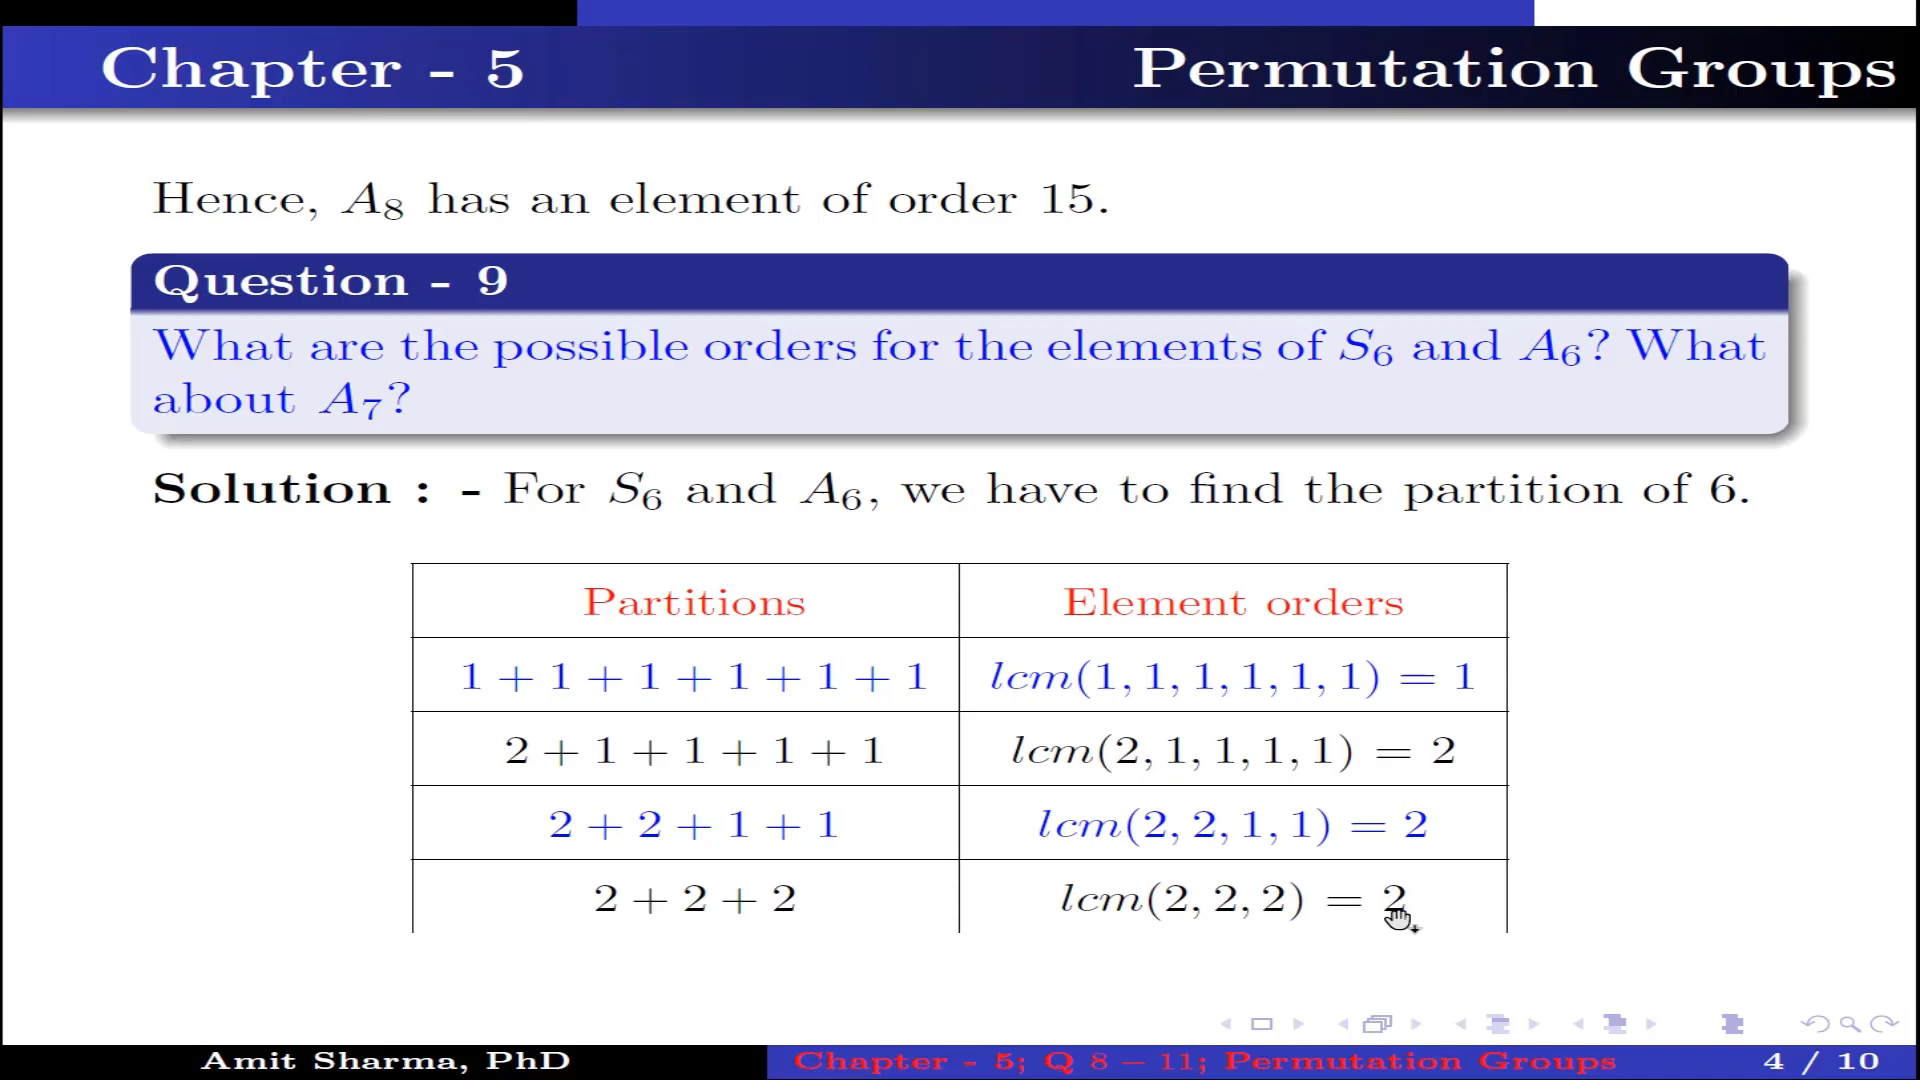 Chapter - 5 Permutation Groups
Hence, A₈ has an element of order 15.
Question - 9
What are the possible orders for the elements of S₆ and A₆? What
about A₇?
Solution : - For S₆ and A₆, we have to find the partition of 6.
Partitions Element orders
1 + 1 + 1 + 1 + 1 + 1 lcm(1, 1, 1, 1, 1, 1) = 1
2 + 1 + 1 + 1 + 1 lcm(2, 1, 1, 1, 1) = 2
2 + 2 + 1 + 1 lcm(2, 2, 1, 1) = 2
2 + 2 + 2 lcm(2, 2, 2) = 2
Amit Sharma, PhD Chapter - 5; Q 8 – 11; Permutation Groups 4 / 10